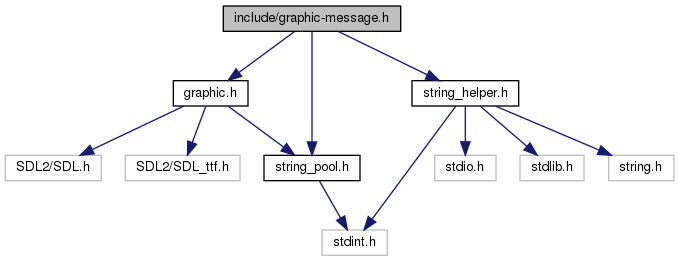 include/graphic-message.h
graphic.h
string_helper.h
SDL2/SDL.h
SDL2/SDL_ttf.h
string_pool.h
stdio.h
stdlib.h
string.h
stdint.h